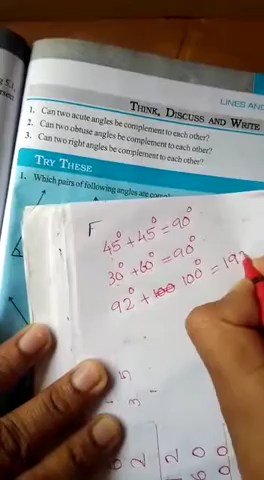 LINES AND
THINK, DISCUSS AND WRITE
1. Can two acute angles be complement to each other?
2. Can two obtuse angles be complement to each other?
3. Can two right angles be complement to each other?
TRY THESE
1. Which pairs of following angles are
F
45° + 45° = 90°
30° + 60° = 90°
92° + 100° = 192